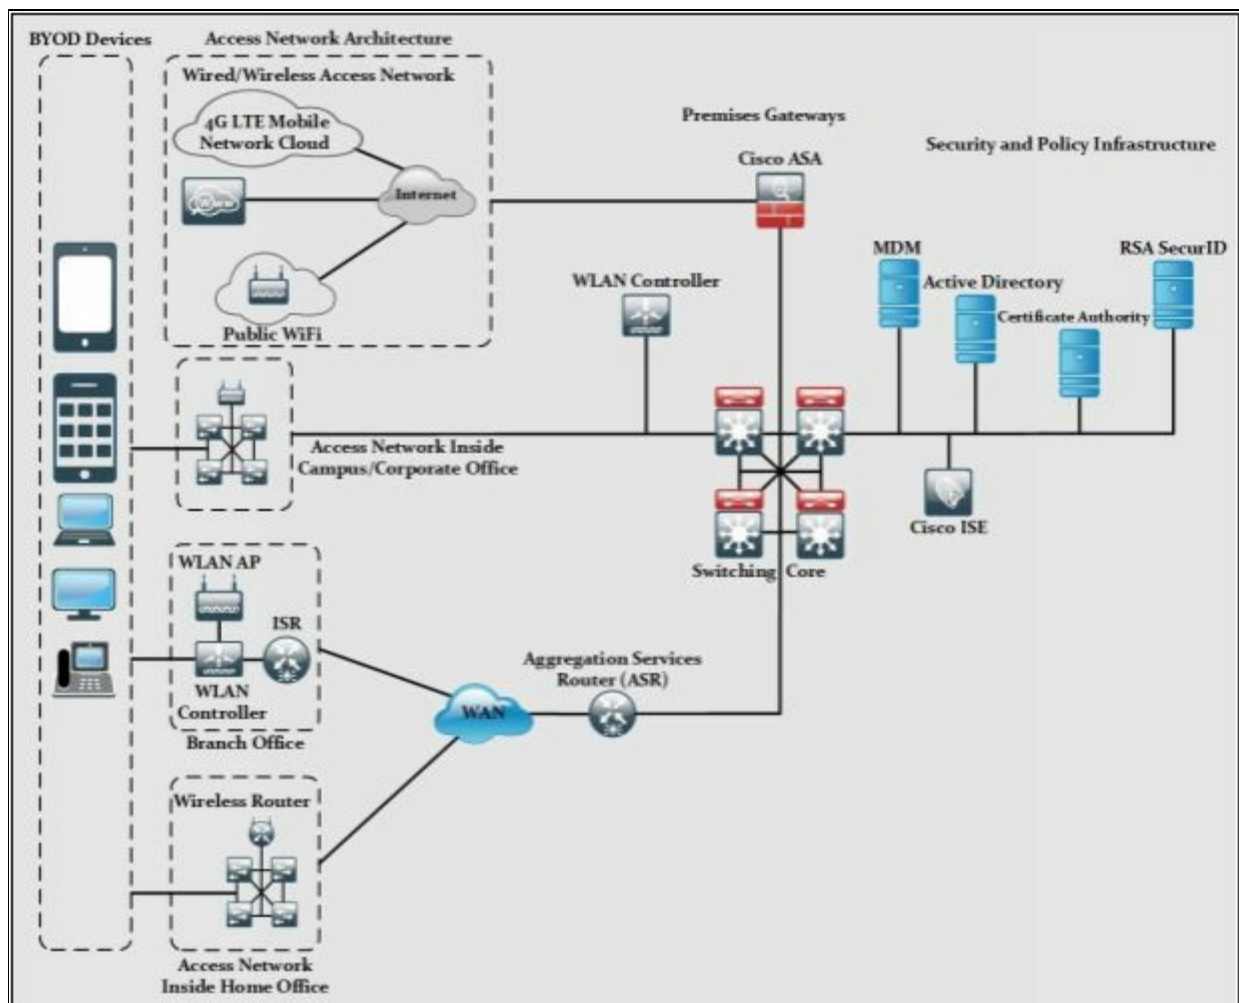 BYOD Devices
Access Network Architecture
Wired/Wireless Access Network
4G LTE Mobile
Network Cloud
Internet
www
Public WiFi
Premises Gateways
Cisco ASA
Security and Policy Infrastructure
WLAN Controller
MDM
Active Directory
Certificate Authority
RSA SecurID
Access Network Inside
Campus/Corporate Office
Cisco ISE
Switching Core
WLAN AP
ISR
WLAN
Controller
Branch Office
Aggregation Services
Router (ASR)
WAN
Wireless Router
Access Network
Inside Home Office